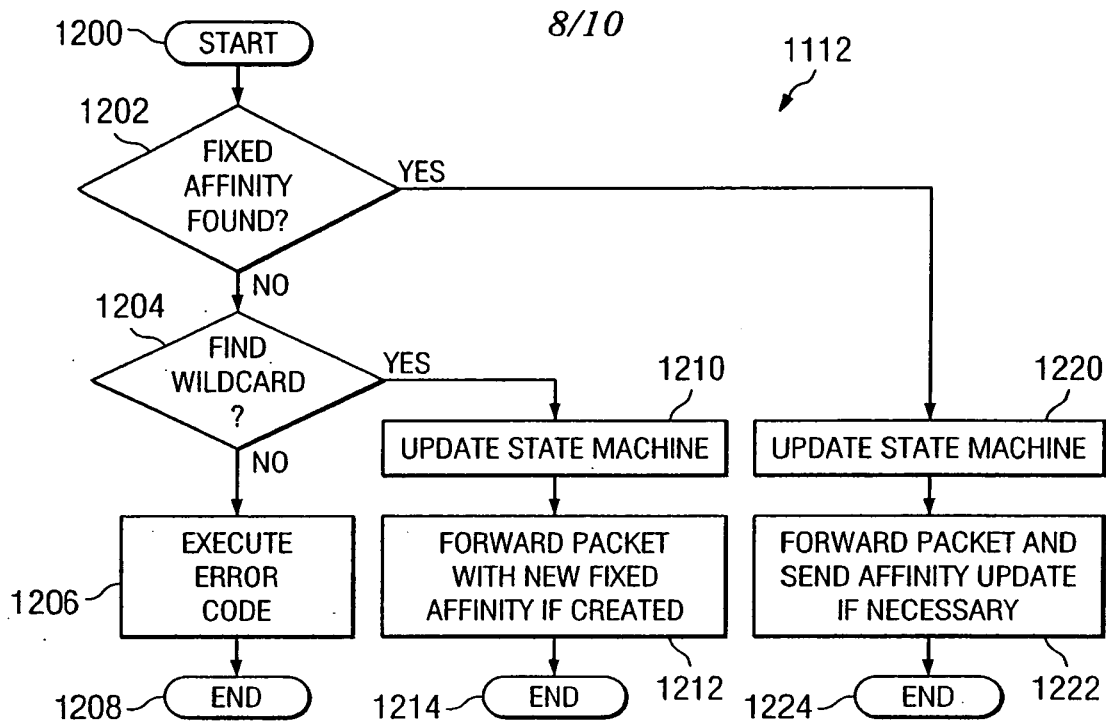 8/10
1200
START
1112
1202
FIXED
AFFINITY
FOUND?
YES
NO
1204
FIND
WILDCARD
?
YES
NO
1210
UPDATE STATE MACHINE
1220
UPDATE STATE MACHINE
EXECUTE
ERROR
CODE
1206
FORWARD PACKET
WITH NEW FIXED
AFFINITY IF CREATED
1212
FORWARD PACKET AND
SEND AFFINITY UPDATE
IF NECESSARY
1222
1208
END
1214
END
1224
END